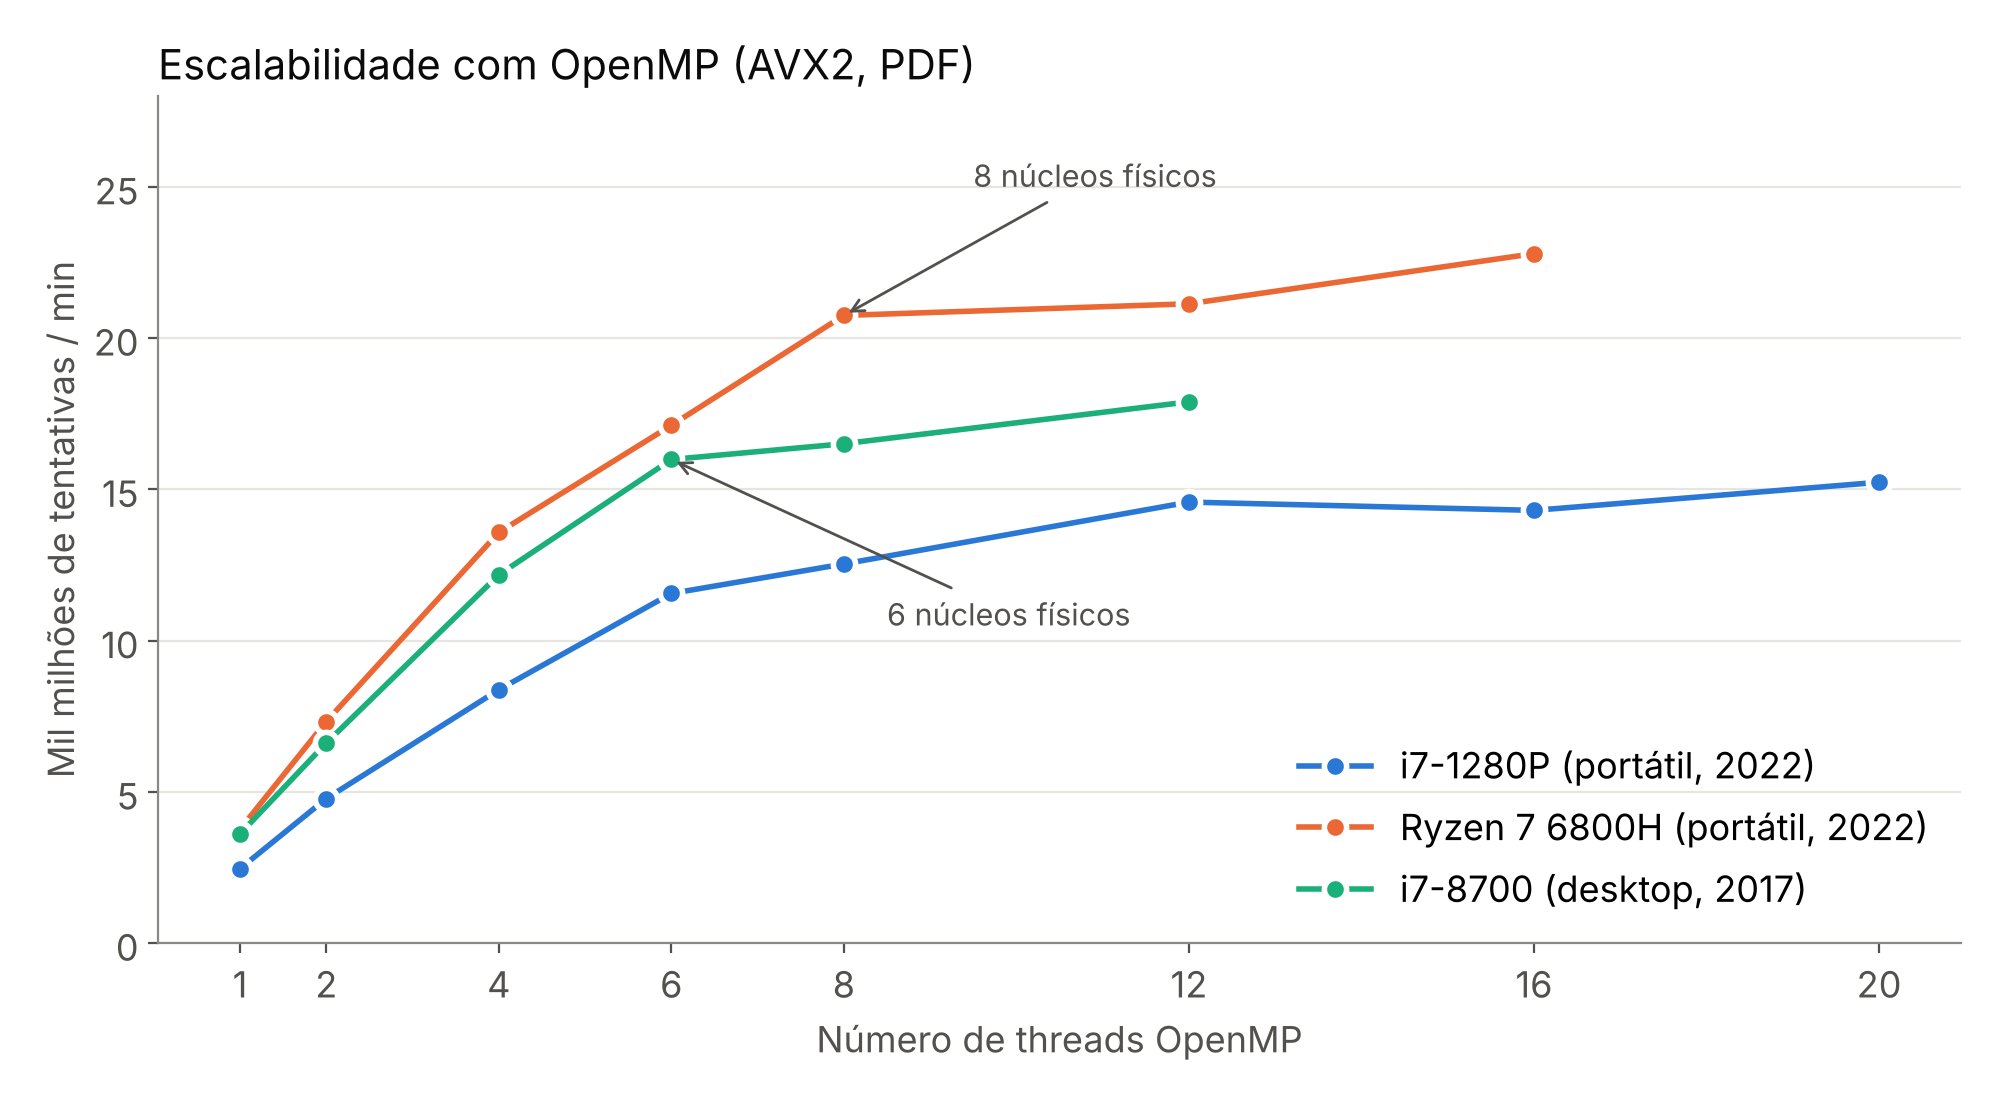 Escalabilidade com OpenMP (AVX2, PDF)
Mil milhões de tentativas / min
25
20
15
10
5
0
8 núcleos físicos
6 núcleos físicos
i7-1280P (portátil, 2022)
Ryzen 7 6800H (portátil, 2022)
i7-8700 (desktop, 2017)
1 2 4 6 8 12 16 20
Número de threads OpenMP